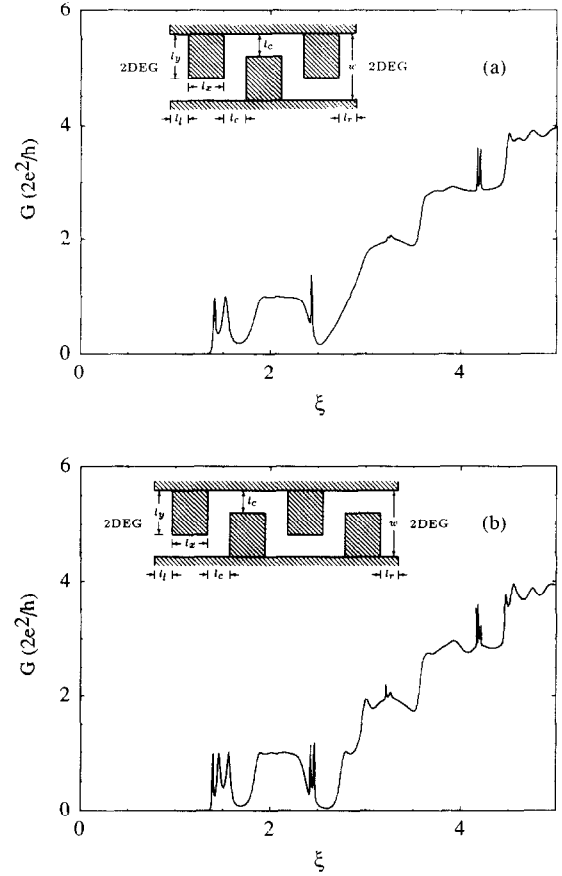 6
4
2
0
G (2e²/h)
2DEG
l_y
l_x
l_c
w
2DEG
(a)
l_l
l_c
l_r
0
2
4
ξ
6
4
2
0
G (2e²/h)
2DEG
l_y
l_x
l_c
w
2DEG
(b)
l_l
l_c
l_r
0
2
4
ξ